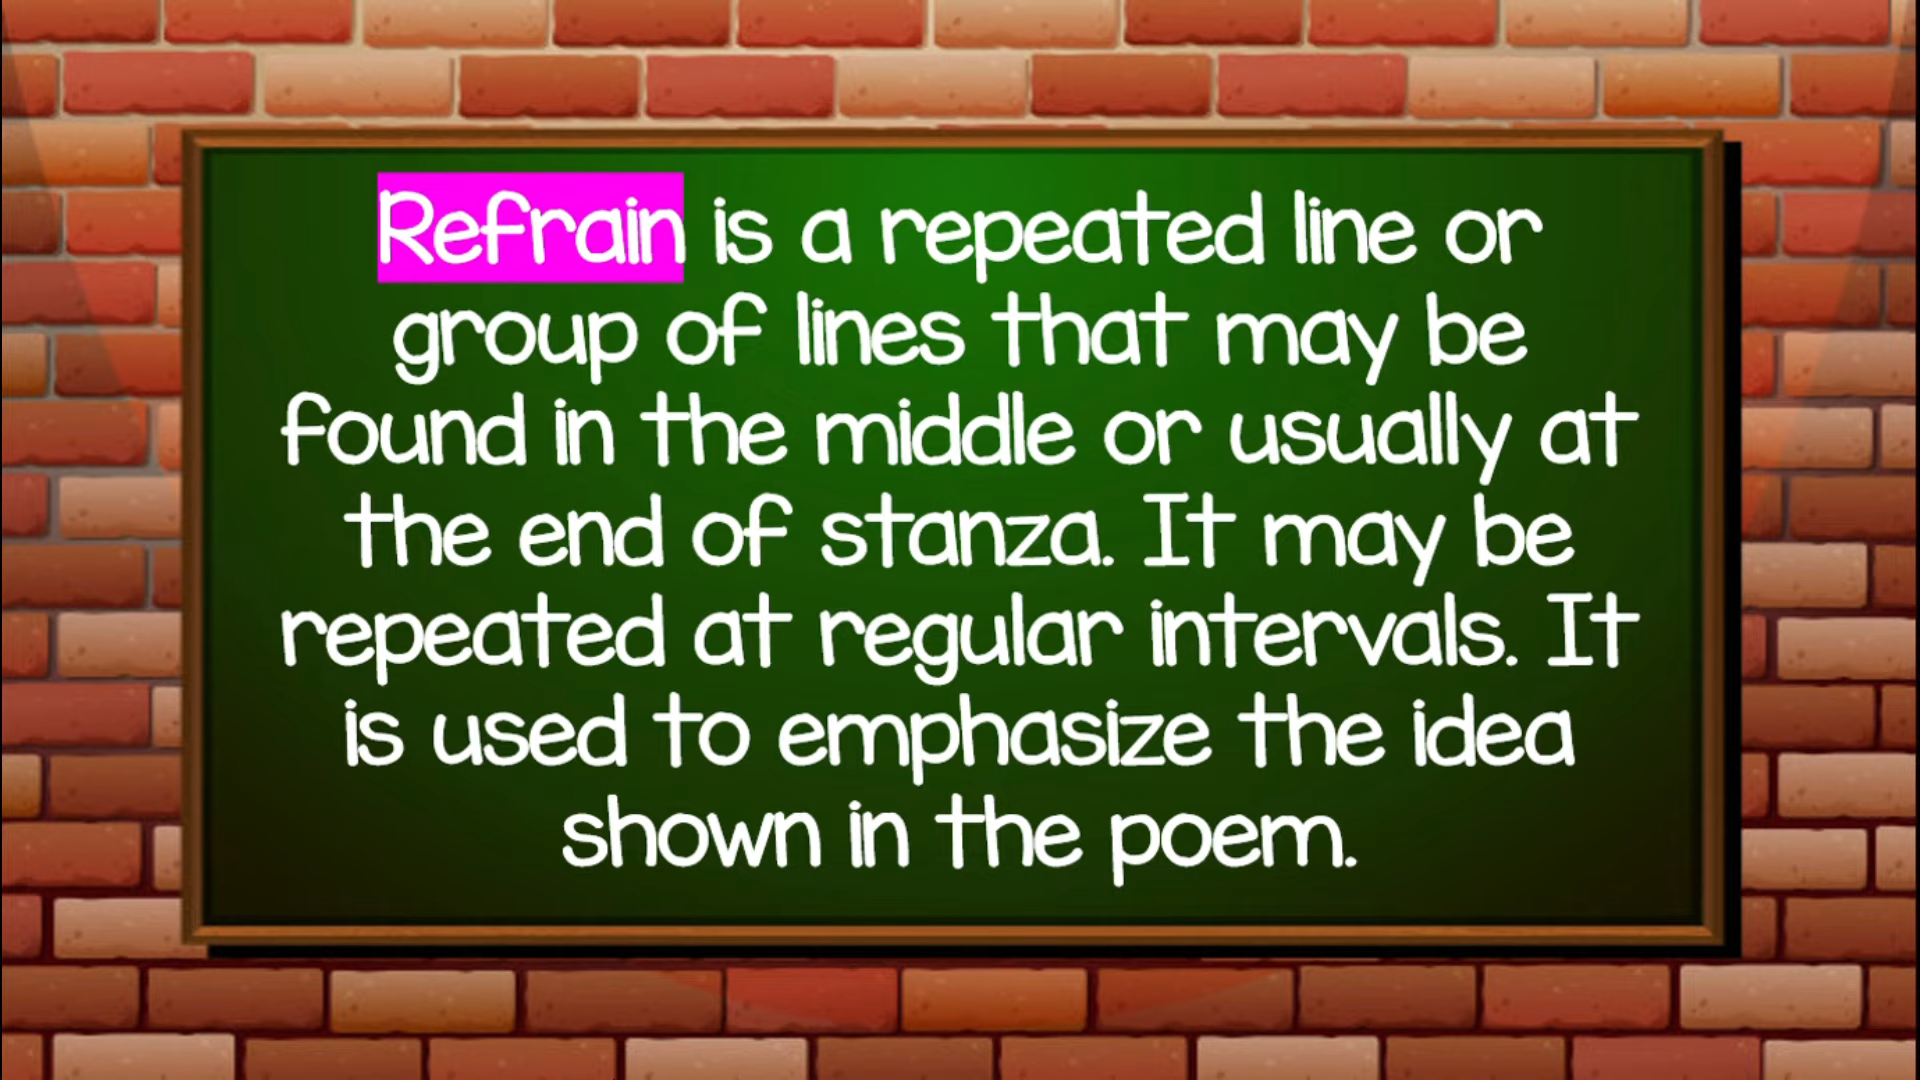 Refrain is a repeated line or
group of lines that may be
found in the middle or usually at
the end of stanza. It may be
repeated at regular intervals. It
is used to emphasize the idea
shown in the poem.